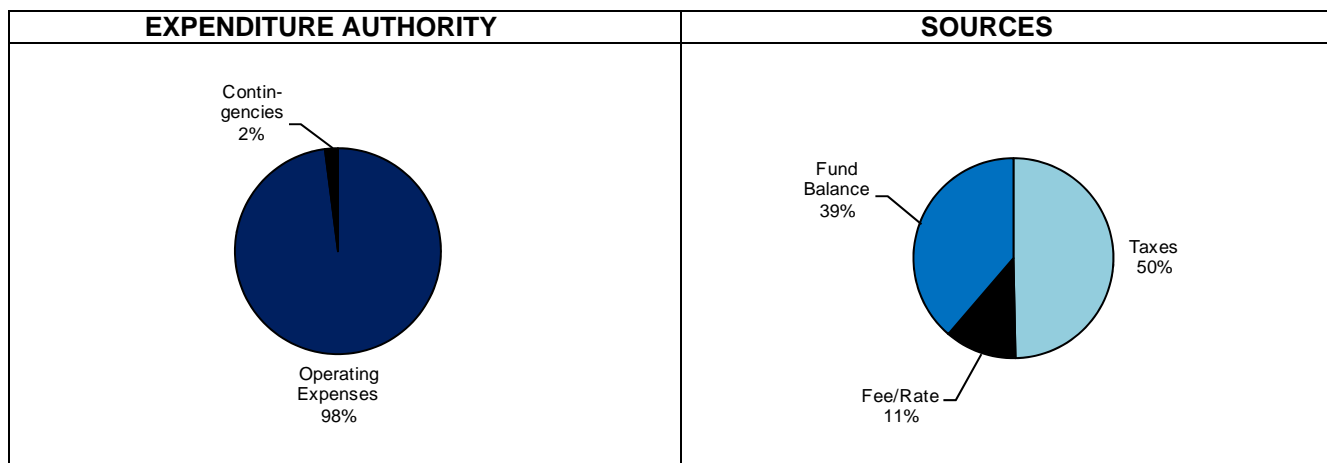 EXPENDITURE AUTHORITY
SOURCES
Contin-
gencies
2%
Operating
Expenses
98%
Fund
Balance
39%
Taxes
50%
Fee/Rate
11%